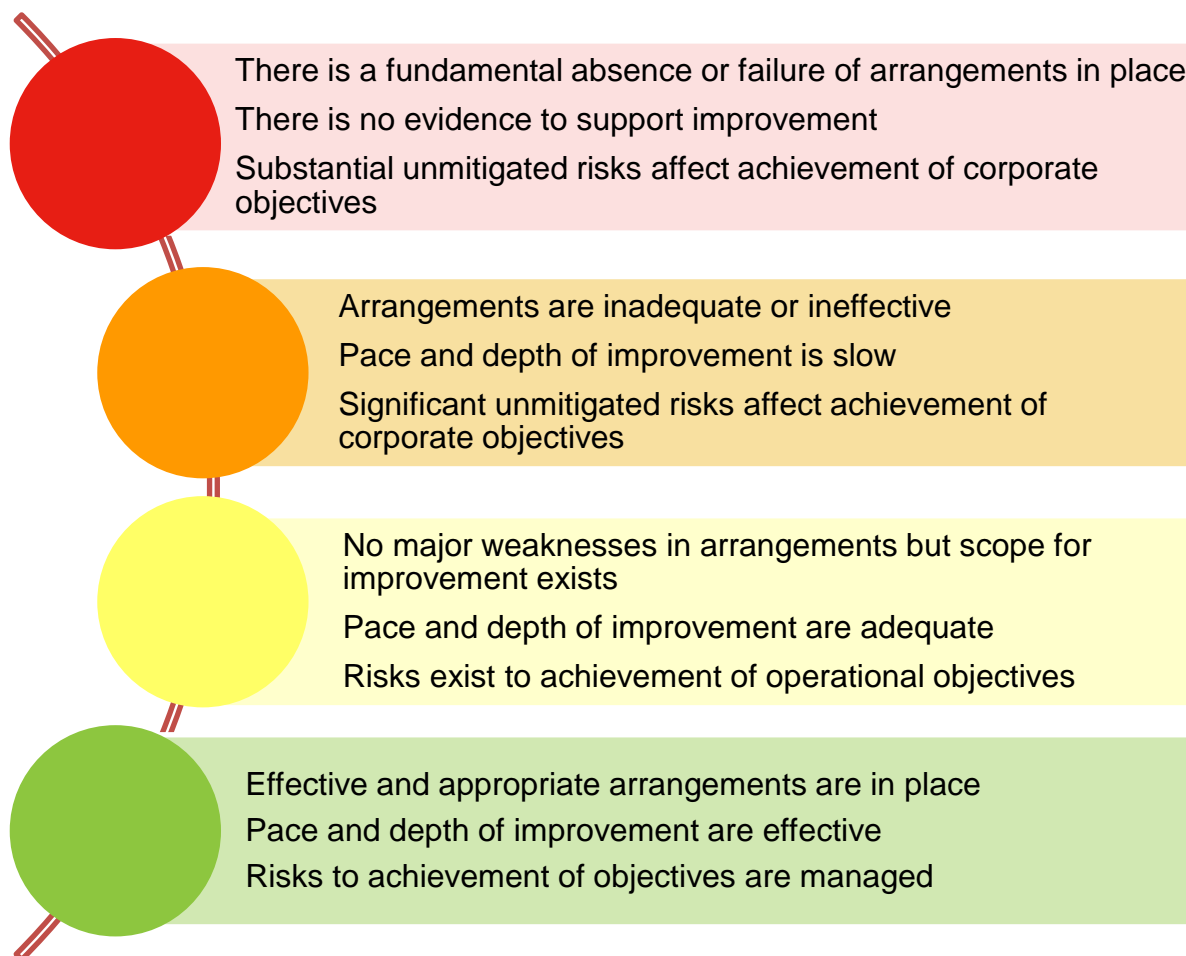 There is a fundamental absence or failure of arrangements in place
There is no evidence to support improvement
Substantial unmitigated risks affect achievement of corporate
objectives
Arrangements are inadequate or ineffective
Pace and depth of improvement is slow
Significant unmitigated risks affect achievement of
corporate objectives
No major weaknesses in arrangements but scope for
improvement exists
Pace and depth of improvement are adequate
Risks exist to achievement of operational objectives
Effective and appropriate arrangements are in place
Pace and depth of improvement are effective
Risks to achievement of objectives are managed